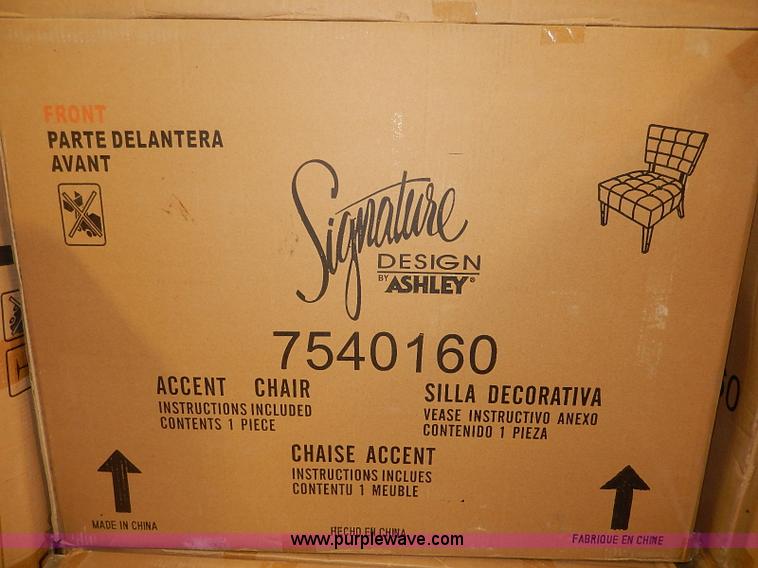 FRONT
PARTE DELANTERA
AVANT
Signature
DESIGN
BY ASHLEY®
7540160
ACCENT CHAIR
INSTRUCTIONS INCLUDED
CONTENTS 1 PIECE
SILLA DECORATIVA
VEASE INSTRUCTIVO ANEXO
CONTENIDO 1 PIEZA
CHAISE ACCENT
INSTRUCTIONS INCLUES
CONTENTU 1 MEUBLE
MADE IN CHINA
HECHO EN CHINA
FABRIQUE EN CHINE
www.purplewave.com